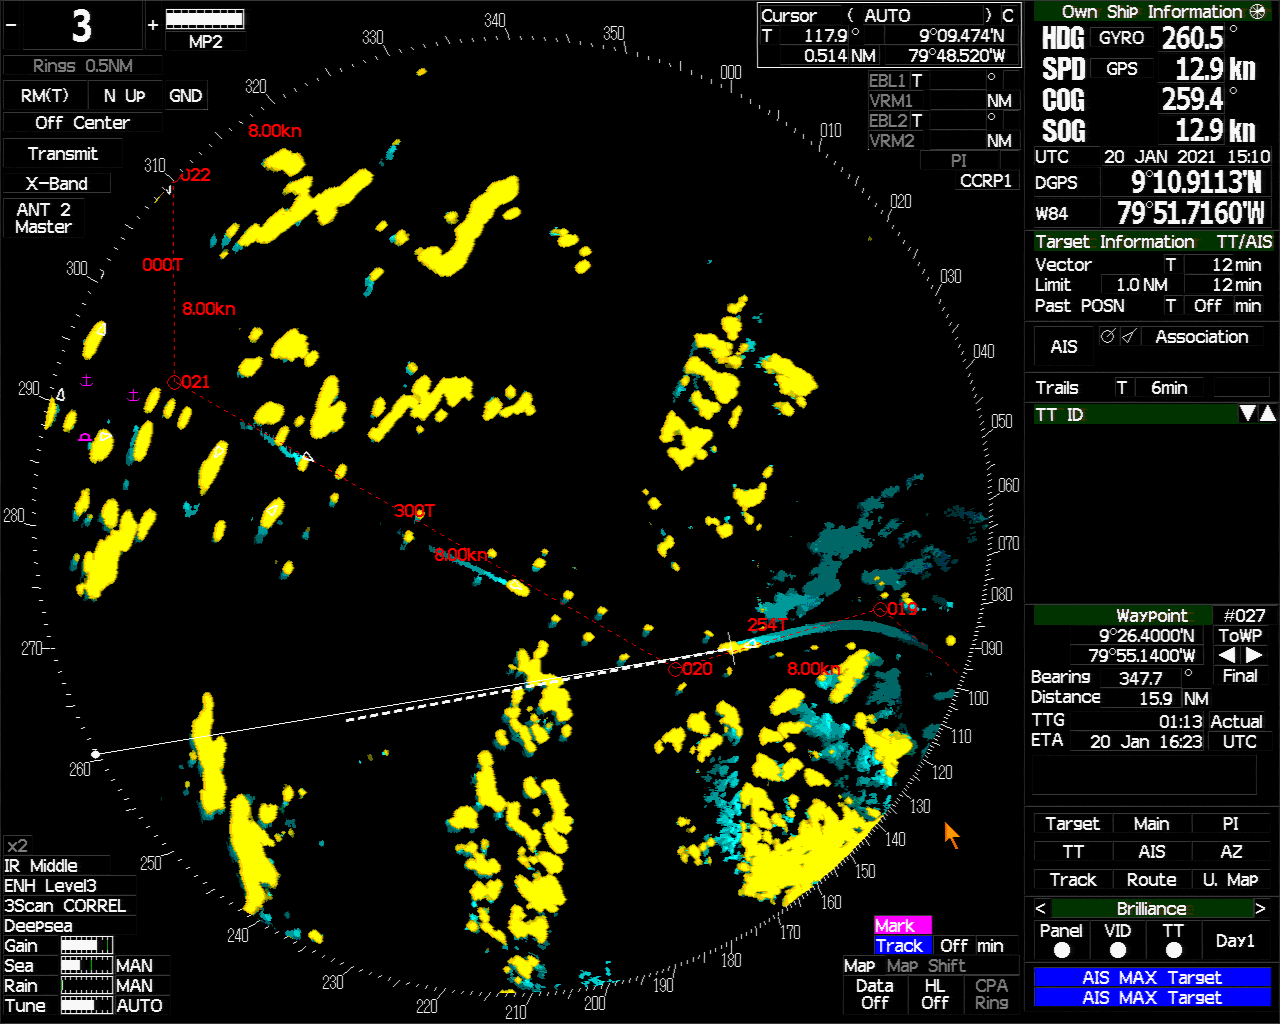 − 3 +
MP2
Rings 0.5NM
RM(T) N Up GND
Off Center
Transmit
X-Band
ANT 2
Master
Cursor ( AUTO ) C
T 117.9° 9°09.474'N
0.514 NM 79°48.520'W
EBL1 T °
VRM1 NM
EBL2 T °
VRM2 NM
PI
CCRP1
Own Ship Information
HDG GYRO 260.5°
SPD GPS 12.9 kn
COG 259.4°
SOG 12.9 kn
UTC 20 JAN 2021 15:10
DGPS 9°10.9113'N
W84 79°51.7160'W
Target Information TT/AIS
Vector T 12 min
Limit 1.0 NM 12 min
Past POSN T Off min
AIS Association
Trails T 6min
TT ID
Waypoint #027
9°26.4000'N ToWP
79°55.1400'W
Bearing 347.7 ° Final
Distance 15.9 NM
TTG 01:13 Actual
ETA 20 Jan 16:23 UTC
Target Main PI
TT AIS AZ
Track Route U. Map
< Brilliance >
Panel VID TT Day1
AIS MAX Target
AIS MAX Target
000
010
020
030
040
050
060
070
080
090
100
110
120
130
140
150
160
170
180
190
200
210
220
230
240
250
260
270
280
290
300
310
320
330
340
350
8.00kn
022
000T
8.00kn
021
300T
8.00kn
019
254T
020
8.00kn
x2
IR Middle
ENH Level3
3Scan CORREL
Deepsea
Gain
Sea MAN
Rain MAN
Tune AUTO
Mark
Track Off min
Map Map Shift
Data Off
HL Off
CPA Ring